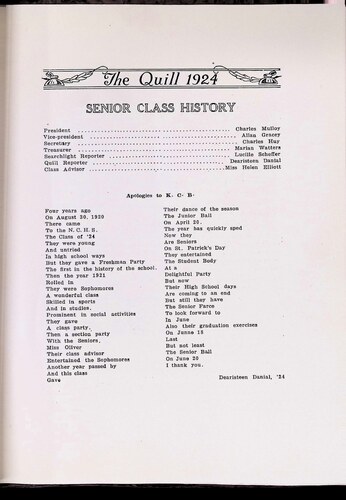 The Quill 1924
SENIOR CLASS HISTORY
President Charles Mulloy
Vice-president Allan Gracey
Secretary Charles Huy
Treasurer Marian Watters
Searchlight Reporter Lucille Scheffer
Quill Reporter Dearisteen Danial
Class Advisor Miss Helen Elliott
Apologies to K. C. B.
Four years ago
On August 30, 1920
There came
To the N. C. H. S.
The Class of '24
They were young
And untried
In high school ways
But they gave a Freshman Party
The first in the history of the school.
Then the year 1921
Rolled In
They were Sophomores
A wonderful class
Skilled in sports
And in studies,
Prominent in social activities
They gave
A class party,
Then a section party
With the Seniors,
Miss Oliver
Their class advisor
Entertained the Sophomores
Another year passed by
And this class
Gave
Their dance of the season
The Junior Ball
On April 20.
The year has quickly sped
Now they
Are Seniors
On St. Patrick's Day
They entertained
The Student Body
At a
Delightful Party
But now
Their High School days
Are coming to an end
But still they have
The Senior Farce
To look forward to
In June
Also their graduation exercises
On June 18
Last
But not least
The Senior Ball
On June 20
I thank you.
Dearisteen Danial, '24